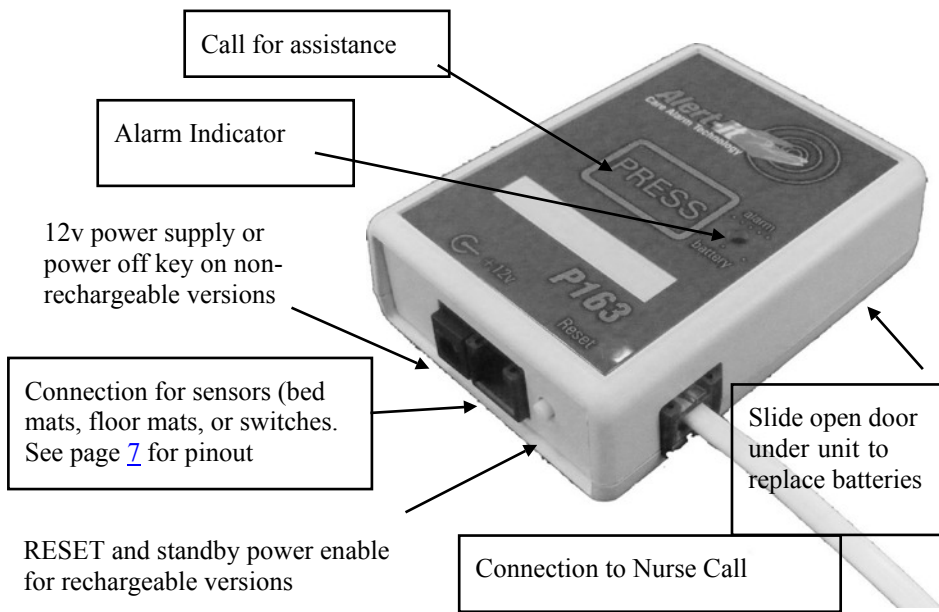 Call for assistance
Alarm Indicator
12v power supply or
power off key on non-
rechargeable versions
Connection for sensors (bed
mats, floor mats, or switches.
See page 7 for pinout
RESET and standby power enable
for rechargeable versions
Alert-it
Care Alarm Technology
PRESS
alarm
battery
+12v
P163
Reset
Slide open door
under unit to
replace batteries
Connection to Nurse Call